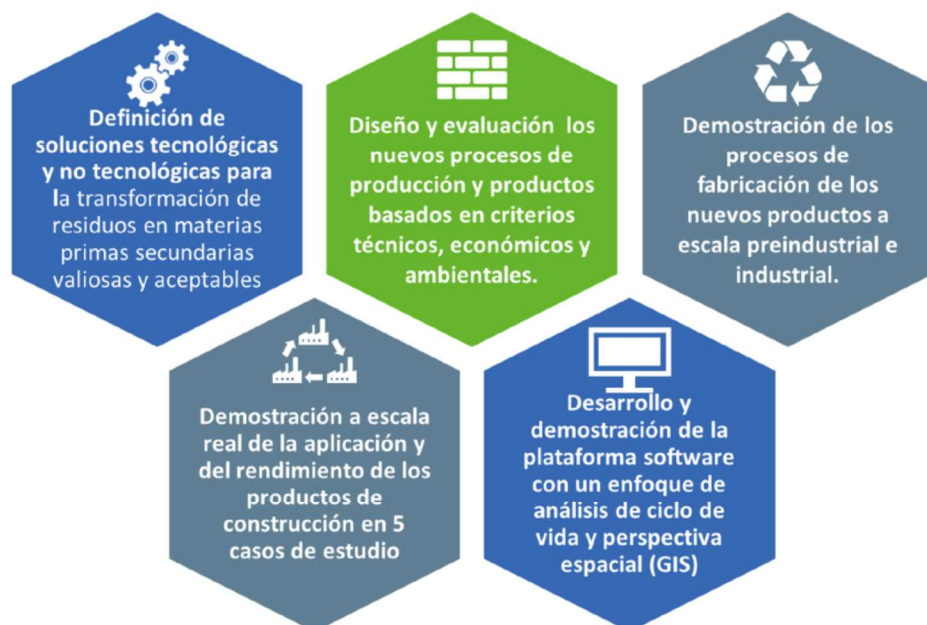 Definición de
soluciones tecnológicas
y no tecnológicas para
la transformación de
residuos en materias
primas secundarias
valiosas y aceptables
Diseño y evaluación los
nuevos procesos de
producción y productos
basados en criterios
técnicos, económicos y
ambientales.
Demostración de los
procesos de
fabricación de los
nuevos productos a
escala preindustrial e
industrial.
Demostración a escala
real de la aplicación y
del rendimiento de los
productos de
construcción en 5
casos de estudio
Desarrollo y
demostración de la
plataforma software
con un enfoque de
análisis de ciclo de
vida y perspectiva
espacial (GIS)